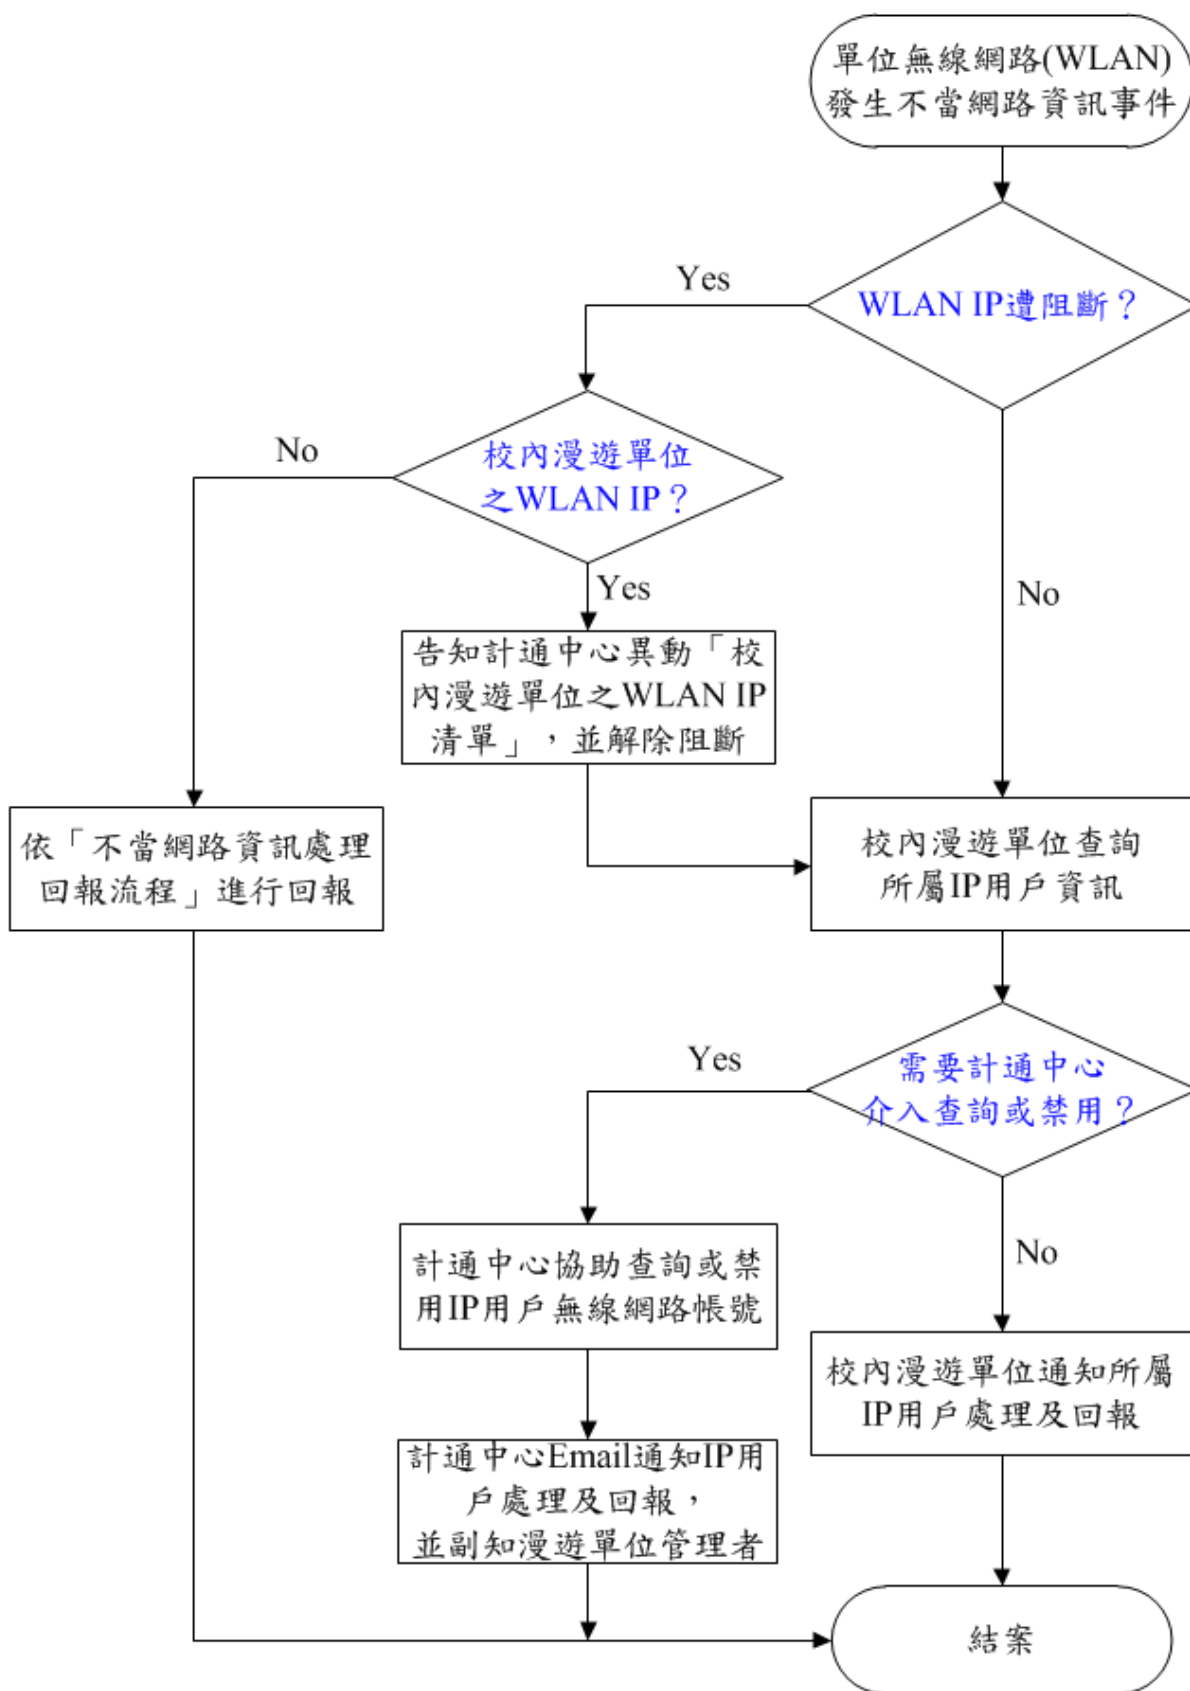 單位無線網路(WLAN)
發生不當網路資訊事件
Yes
WLAN IP遭阻斷？
No
校內漫遊單位
之WLAN IP？
Yes
No
告知計通中心異動「校
內漫遊單位之WLAN IP
清單」，並解除阻斷
依「不當網路資訊處理
回報流程」進行回報
校內漫遊單位查詢
所屬IP用戶資訊
Yes
需要計通中心
介入查詢或禁用？
計通中心協助查詢或禁
用IP用戶無線網路帳號
No
校內漫遊單位通知所屬
IP用戶處理及回報
計通中心Email通知IP用
戶處理及回報，
並副知漫遊單位管理者
結案